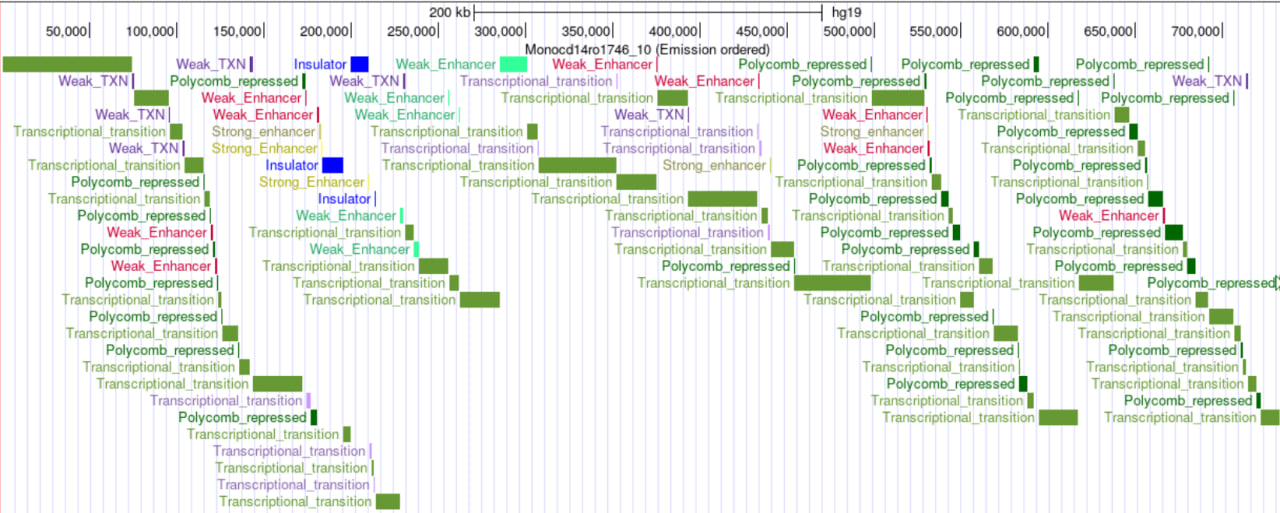 200 kb hg19
50,000 100,000 150,000 200,000 250,000 300,000 350,000 400,000 450,000 500,000 550,000 600,000 650,000 700,000
Monocd14ro1746_10 (Emission ordered)
Weak_TXN Insulator Weak_Enhancer Weak_Enhancer Polycomb_repressed Polycomb_repressed Polycomb_repressed
Weak_TXN Polycomb_repressed Weak_TXN Transcriptional_transition Weak_Enhancer Polycomb_repressed Polycomb_repressed Weak_TXN
Weak_Enhancer Weak_Enhancer Transcriptional_transition Transcriptional_transition Polycomb_repressed Polycomb_repressed
Weak_TXN Weak_Enhancer Weak_Enhancer Weak_TXN Weak_Enhancer Transcriptional_transition
Transcriptional_transition Strong_enhancer Transcriptional_transition Transcriptional_transition Strong_enhancer Polycomb_repressed
Weak_TXN Strong_Enhancer Transcriptional_transition Transcriptional_transition Weak_Enhancer Transcriptional_transition
Transcriptional_transition Insulator Transcriptional_transition Strong_enhancer Polycomb_repressed Polycomb_repressed
Polycomb_repressed Strong_Enhancer Transcriptional_transition Transcriptional_transition Transcriptional_transition
Transcriptional_transition Insulator Transcriptional_transition Polycomb_repressed Polycomb_repressed
Polycomb_repressed Weak_Enhancer Transcriptional_transition Transcriptional_transition Weak_Enhancer
Weak_Enhancer Transcriptional_transition Transcriptional_transition Polycomb_repressed Polycomb_repressed
Polycomb_repressed Weak_Enhancer Transcriptional_transition Polycomb_repressed Transcriptional_transition
Weak_Enhancer Transcriptional_transition Polycomb_repressed Transcriptional_transition Polycomb_repressed
Polycomb_repressed Transcriptional_transition Transcriptional_transition Transcriptional_transition Polycomb_repressed
Transcriptional_transition Transcriptional_transition Transcriptional_transition Transcriptional_transition
Polycomb_repressed Polycomb_repressed Transcriptional_transition
Transcriptional_transition Transcriptional_transition Transcriptional_transition
Polycomb_repressed Polycomb_repressed Polycomb_repressed
Transcriptional_transition Transcriptional_transition Transcriptional_transition
Transcriptional_transition Polycomb_repressed Transcriptional_transition
Transcriptional_transition Transcriptional_transition Polycomb_repressed
Polycomb_repressed Transcriptional_transition Transcriptional_transition
Transcriptional_transition
Transcriptional_transition
Transcriptional_transition
Transcriptional_transition
Transcriptional_transition